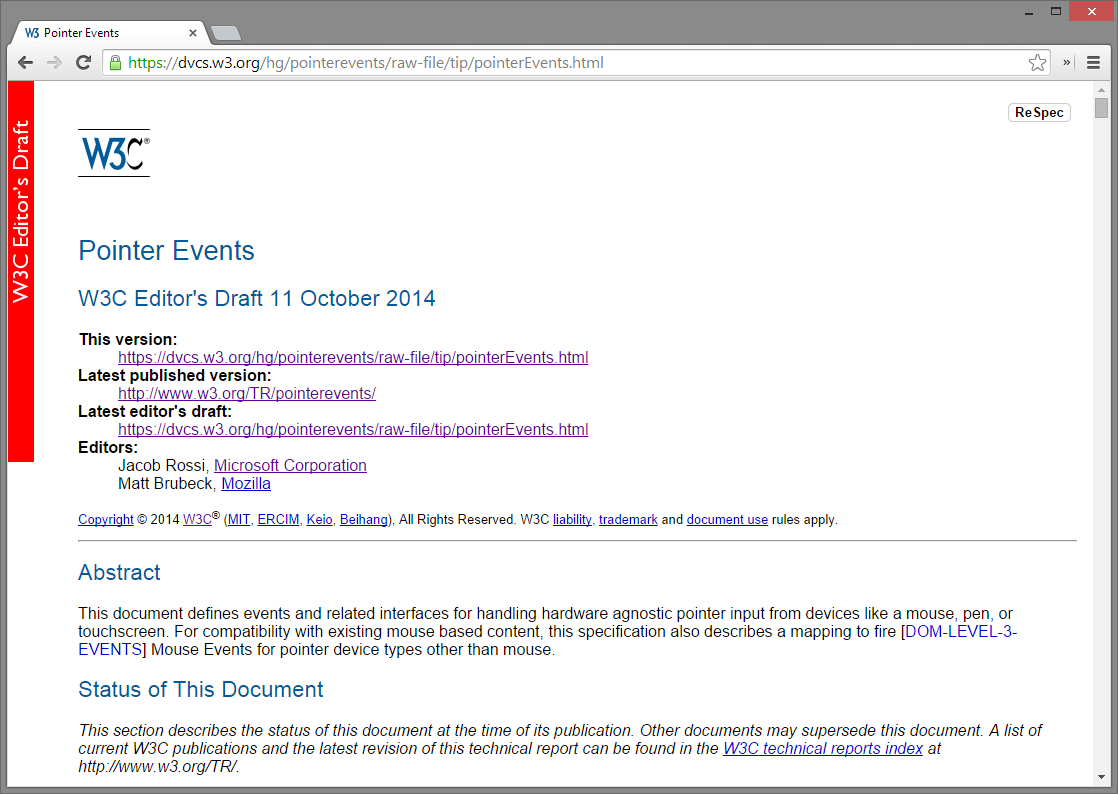 W3 Pointer Events
https://dvcs.w3.org/hg/pointerevents/raw-file/tip/pointerEvents.html
W3C Editor's Draft
ReSpec
W3C®
Pointer Events
W3C Editor's Draft 11 October 2014
This version:
https://dvcs.w3.org/hg/pointerevents/raw-file/tip/pointerEvents.html
Latest published version:
http://www.w3.org/TR/pointerevents/
Latest editor's draft:
https://dvcs.w3.org/hg/pointerevents/raw-file/tip/pointerEvents.html
Editors:
Jacob Rossi, Microsoft Corporation
Matt Brubeck, Mozilla
Copyright © 2014 W3C® (MIT, ERCIM, Keio, Beihang), All Rights Reserved. W3C liability, trademark and document use rules apply.
Abstract
This document defines events and related interfaces for handling hardware agnostic pointer input from devices like a mouse, pen, or
touchscreen. For compatibility with existing mouse based content, this specification also describes a mapping to fire [DOM-LEVEL-3-
EVENTS] Mouse Events for pointer device types other than mouse.
Status of This Document
This section describes the status of this document at the time of its publication. Other documents may supersede this document. A list of
current W3C publications and the latest revision of this technical report can be found in the W3C technical reports index at
http://www.w3.org/TR/.